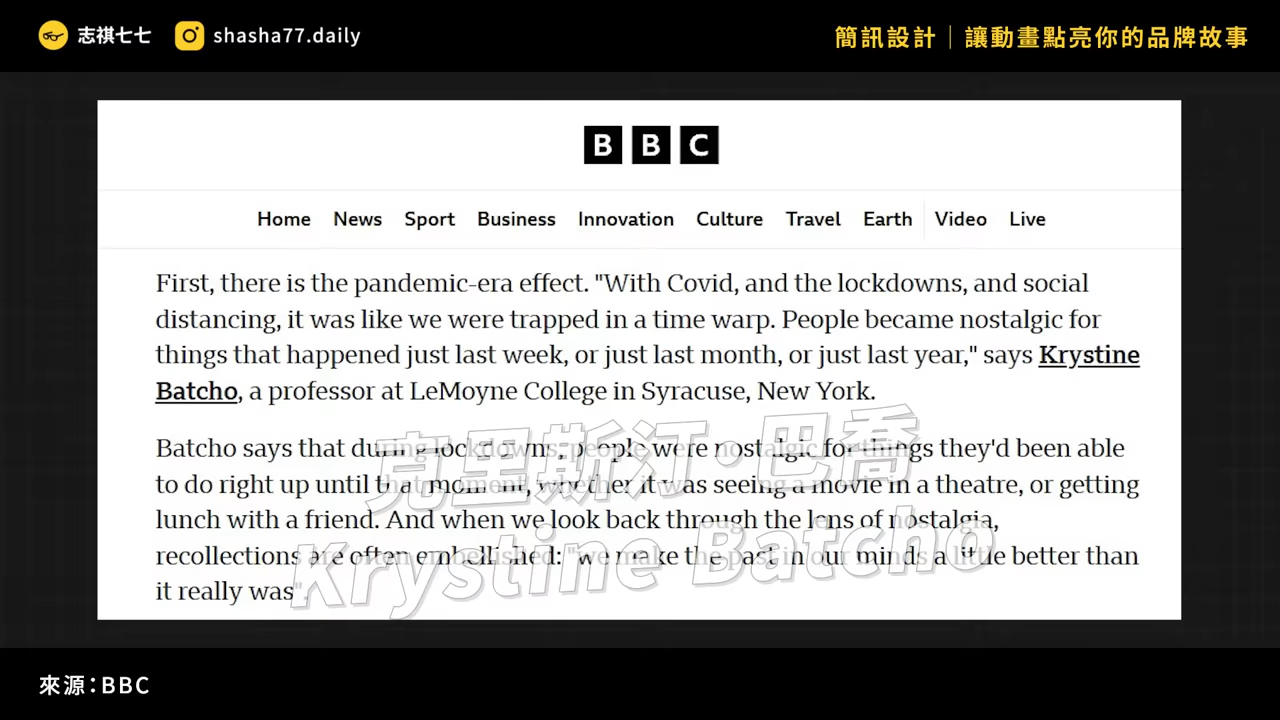 志祺七七
shasha77.daily
簡訊設計｜讓動畫點亮你的品牌故事
BBC
Home News Sport Business Innovation Culture Travel Earth Video Live
First, there is the pandemic-era effect. "With Covid, and the lockdowns, and social
distancing, it was like we were trapped in a time warp. People became nostalgic for
things that happened just last week, or just last month, or just last year," says Krystine
Batcho, a professor at LeMoyne College in Syracuse, New York.
Batcho says that during lockdowns, people were nostalgic for things they'd been able
to do right up until that moment, whether it was seeing a movie in a theatre, or getting
lunch with a friend. And when we look back through the lens of nostalgia,
recollections are often embellished: "we make the past in our minds a little better than
it really was".
克里斯汀·巴喬
Krystine Batcho
來源：BBC